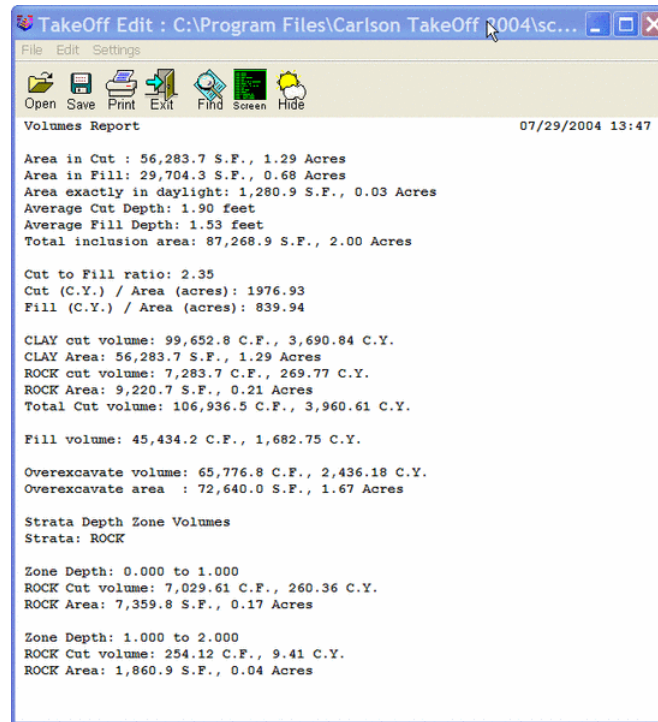 TakeOff Edit : C:\Program Files\Carlson TakeOff 2004\sc...
File Edit Settings
Open Save Print Exit Find Screen Hide
Volumes Report 07/29/2004 13:47
Area in Cut : 56,283.7 S.F., 1.29 Acres
Area in Fill: 29,704.3 S.F., 0.68 Acres
Area exactly in daylight: 1,280.9 S.F., 0.03 Acres
Average Cut Depth: 1.90 feet
Average Fill Depth: 1.53 feet
Total inclusion area: 87,268.9 S.F., 2.00 Acres
Cut to Fill ratio: 2.35
Cut (C.Y.) / Area (acres): 1976.93
Fill (C.Y.) / Area (acres): 839.94
CLAY cut volume: 99,652.8 C.F., 3,690.84 C.Y.
CLAY Area: 56,283.7 S.F., 1.29 Acres
ROCK cut volume: 7,283.7 C.F., 269.77 C.Y.
ROCK Area: 9,220.7 S.F., 0.21 Acres
Total Cut volume: 106,936.5 C.F., 3,960.61 C.Y.
Fill volume: 45,434.2 C.F., 1,682.75 C.Y.
Overexcavate volume: 65,776.8 C.F., 2,436.18 C.Y.
Overexcavate area : 72,640.0 S.F., 1.67 Acres
Strata Depth Zone Volumes
Strata: ROCK
Zone Depth: 0.000 to 1.000
ROCK Cut volume: 7,029.61 C.F., 260.36 C.Y.
ROCK Area: 7,359.8 S.F., 0.17 Acres
Zone Depth: 1.000 to 2.000
ROCK Cut volume: 254.12 C.F., 9.41 C.Y.
ROCK Area: 1,860.9 S.F., 0.04 Acres